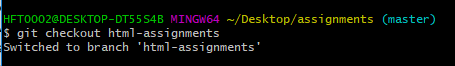 HFT0002@DESKTOP-DT55S4B MINGW64 ~/Desktop/assignments (master)
$ git checkout html-assignments
Switched to branch 'html-assignments'